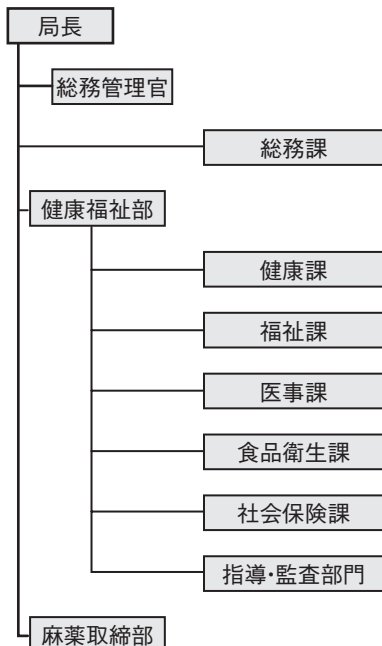 局長
総務管理官
総務課
健康福祉部
健康課
福祉課
医事課
食品衛生課
社会保険課
指導・監査部門
麻薬取締部